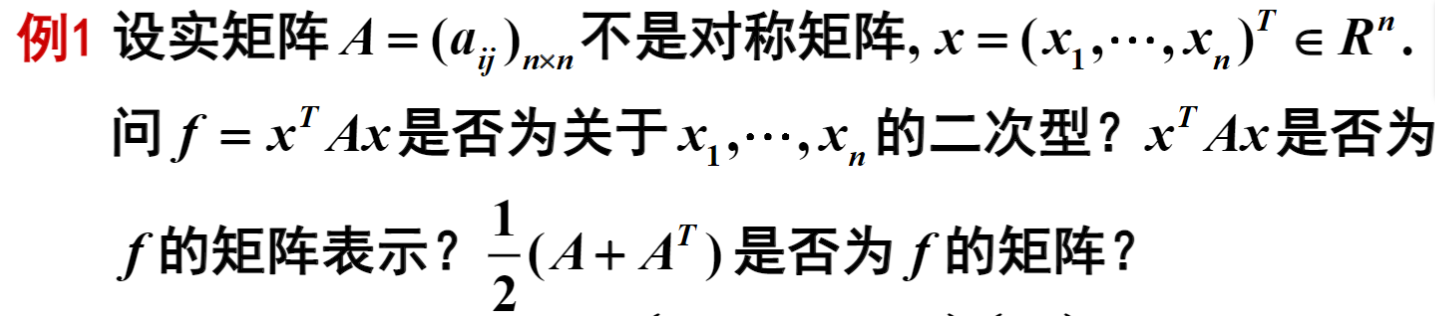 例1 设实矩阵 A = (a_{ij})_{n×n} 不是对称矩阵, x = (x_1,⋯,x_n)^T ∈ R^n.
问 f = x^T Ax 是否为关于 x_1,⋯,x_n 的二次型? x^T Ax 是否为
f 的矩阵表示? \frac{1}{2}(A + A^T) 是否为 f 的矩阵?